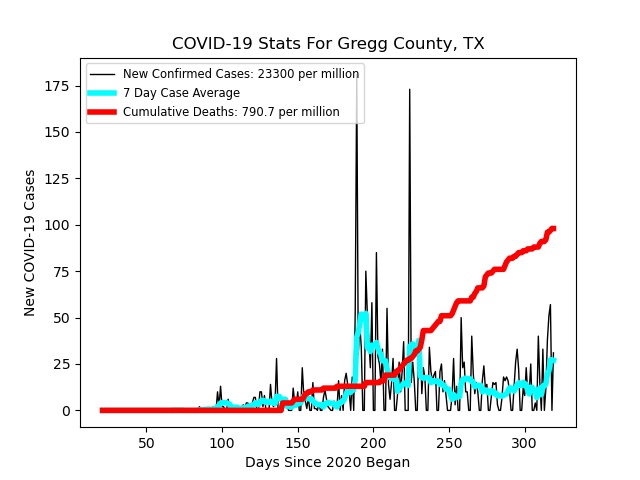 COVID-19 Stats For Gregg County, TX
New Confirmed Cases: 23300 per million
7 Day Case Average
Cumulative Deaths: 790.7 per million
New COVID-19 Cases
175
150
125
100
75
50
25
0
50 100 150 200 250 300
Days Since 2020 Began